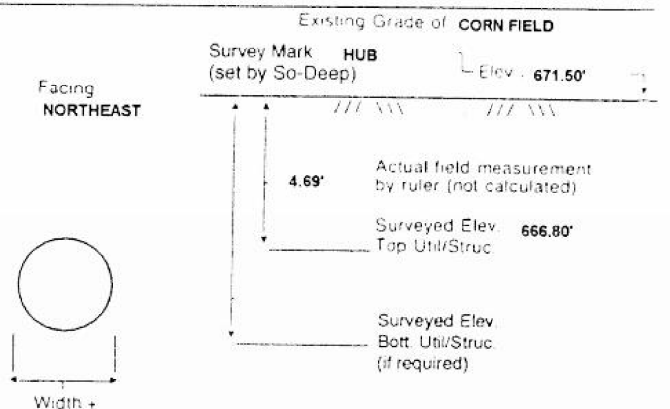 Existing Grade of CORN FIELD
Survey Mark HUB
(set by So-Deep)
Elev. 671.50'
Facing
NORTHEAST
4.69'
Actual field measurement
by ruler (not calculated)
Surveyed Elev. 666.80'
Top Util/Struc.
Surveyed Elev.
Bott. Util/Struc.
(if required)
Width +